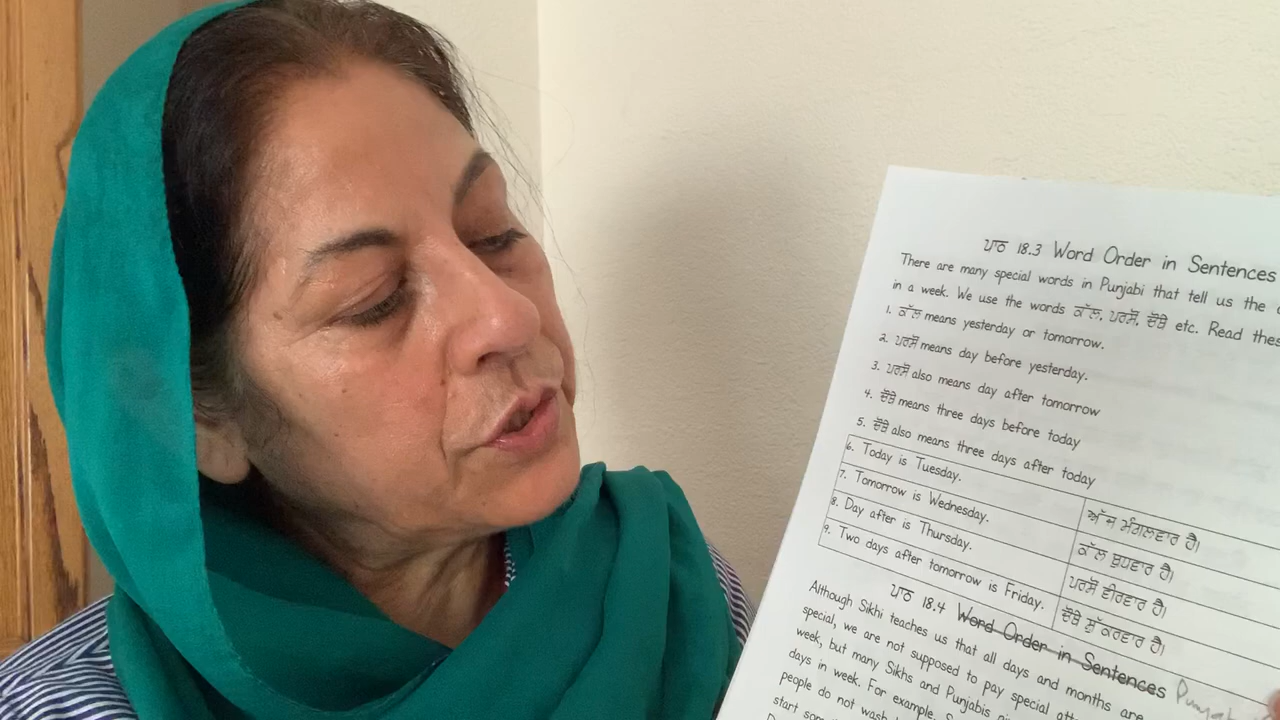 ਪਾਠ 18.3 Word Order in Sentences
There are many special words in Punjabi that tell us the
in a week. We use the words ਕੱਲ, ਪਰਸੋਂ, ਚੌਥੇ etc. Read thes
1. ਕੱਲ means yesterday or tomorrow.
2. ਪਰਸੋਂ means day before yesterday.
3. ਪਰਸੋਂ also means day after tomorrow
4. ਚੌਥੇ means three days before today
5. ਚੌਥੇ also means three days after today
6. Today is Tuesday. ਅੱਜ ਮੰਗਲਵਾਰ ਹੈ।
7. Tomorrow is Wednesday. ਕੱਲ ਬੁਧਵਾਰ ਹੈ।
8. Day after is Thursday. ਪਰਸੋਂ ਵੀਰਵਾਰ ਹੈ।
9. Two days after tomorrow is Friday. ਚੌਥੇ ਸ਼ੁੱਕਰਵਾਰ ਹੈ।
ਪਾਠ 18.4 Word Order in Sentences
Although Sikhi teaches us that all days and months are
special, we are not supposed to pay special
week, but many Sikhs and Punjabis
days in week. For example,
people do not wash
start